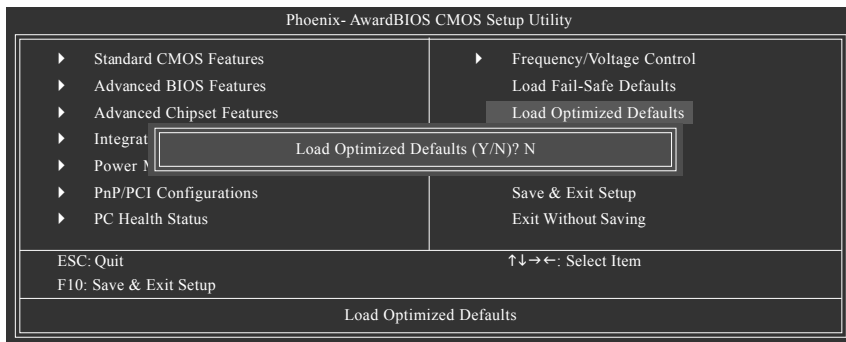 Phoenix- AwardBIOS CMOS Setup Utility
Standard CMOS Features
Advanced BIOS Features
Advanced Chipset Features
Integrat
Power M
PnP/PCI Configurations
PC Health Status
Frequency/Voltage Control
Load Fail-Safe Defaults
Load Optimized Defaults
Load Optimized Defaults (Y/N)? N
Save & Exit Setup
Exit Without Saving
ESC: Quit
↑↓→←: Select Item
F10: Save & Exit Setup
Load Optimized Defaults